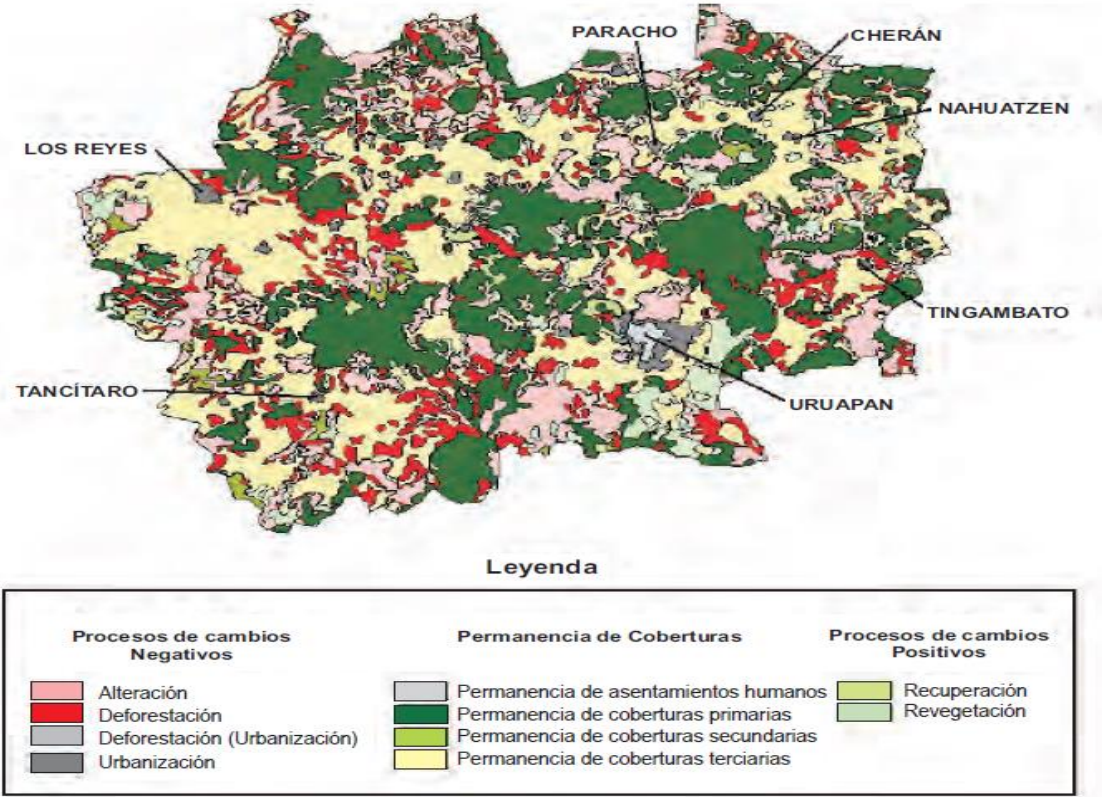 PARACHO
CHERÁN
NAHUATZEN
LOS REYES
TINGAMBATO
TANCÍTARO
URUAPAN
Leyenda
Procesos de cambios
Negativos
Alteración
Deforestación
Deforestación (Urbanización)
Urbanización
Permanencia de Coberturas
Permanencia de asentamientos humanos
Permanencia de coberturas primarias
Permanencia de coberturas secundarias
Permanencia de coberturas terciarias
Procesos de cambios
Positivos
Recuperación
Revegetación